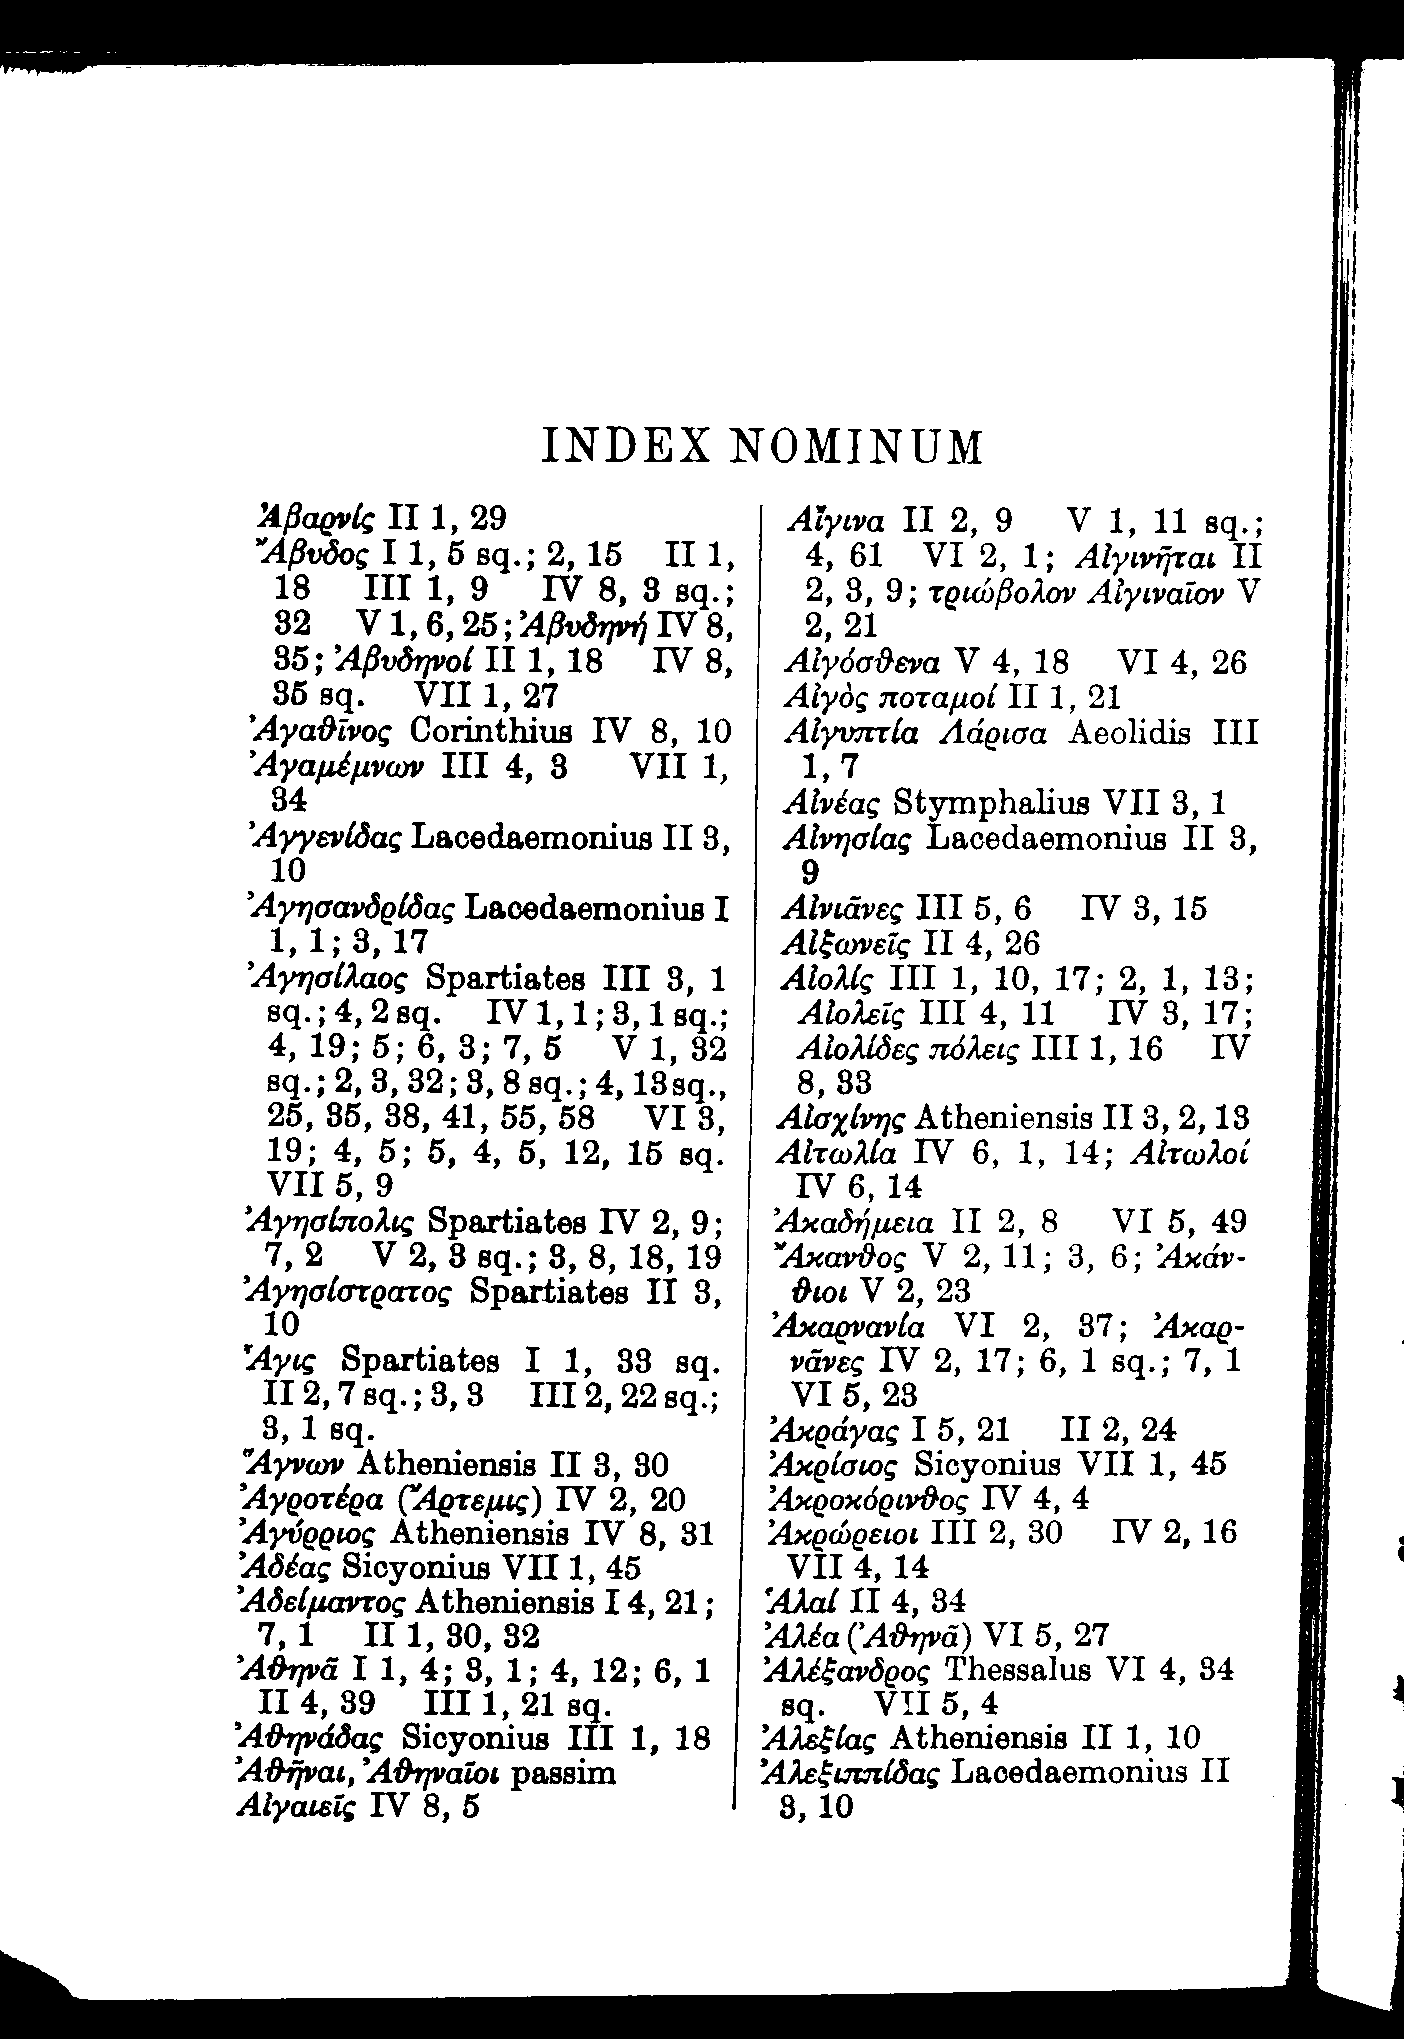 INDEX NOMINUM
Ἀβαρνίς II 1, 29
Ἄβυδος I 1, 5 sq.; 2, 15 II 1,
18 III 1, 9 IV 8, 3 sq.;
32 V 1, 6, 25; Ἀβυδηνή IV 8,
35; Ἀβυδηνοί II 1, 18 IV 8,
35 sq. VII 1, 27
Ἀγαθῖνος Corinthius IV 8, 10
Ἀγαμέμνων III 4, 3 VII 1,
34
Ἀγγενίδας Lacedaemonius II 3,
10
Ἀγησανδρίδας Lacedaemonius I
1, 1; 3, 17
Ἀγησίλαος Spartiates III 3, 1
sq.; 4, 2 sq. IV 1, 1; 3, 1 sq.;
4, 19; 5; 6, 3; 7, 5 V 1, 32
sq.; 2, 3, 32; 3, 8 sq.; 4, 13 sq.,
25, 35, 38, 41, 55, 58 VI 3,
19; 4, 5; 5, 4, 5, 12, 15 sq.
VII 5, 9
Ἀγησίπολις Spartiates IV 2, 9;
7, 2 V 2, 3 sq.; 3, 8, 18, 19
Ἀγησίστρατος Spartiates II 3,
10
Ἆγις Spartiates I 1, 33 sq.
II 2, 7 sq.; 3, 3 III 2, 22 sq.;
3, 1 sq.
Ἅγνων Atheniensis II 3, 30
Ἀγροτέρα (Ἄρτεμις) IV 2, 20
Ἀγύρριος Atheniensis IV 8, 31
Ἀδέας Sicyonius VII 1, 45
Ἀδείμαντος Atheniensis I 4, 21;
7, 1 II 1, 30, 32
Ἀθηνᾶ I 1, 4; 3, 1; 4, 12; 6, 1
II 4, 39 III 1, 21 sq.
Ἀθηνάδας Sicyonius III 1, 18
Ἀθῆναι, Ἀθηναῖοι passim
Αἰγαιεῖς IV 8, 5
Αἴγινα II 2, 9 V 1, 11 sq.;
4, 61 VI 2, 1; Αἰγινῆται II
2, 3, 9; τριώβολον Αἰγιναῖον V
2, 21
Αἰγόσθενα V 4, 18 VI 4, 26
Αἰγὸς ποταμοί II 1, 21
Αἰγυπτία Λάρισα Aeolidis III
1, 7
Αἰνέας Stymphalius VII 3, 1
Αἰνησίας Lacedaemonius II 3,
9
Αἰνιᾶνες III 5, 6 IV 3, 15
Αἰξωνεῖς II 4, 26
Αἰολίς III 1, 10, 17; 2, 1, 13;
Αἰολεῖς III 4, 11 IV 3, 17;
Αἰολίδες πόλεις III 1, 16 IV
8, 33
Αἰσχίνης Atheniensis II 3, 2, 13
Αἰτωλία IV 6, 1, 14; Αἰτωλοί
IV 6, 14
Ἀκαδήμεια II 2, 8 VI 5, 49
Ἄκανθος V 2, 11; 3, 6; Ἀκάν-
θιοι V 2, 23
Ἀκαρνανία VI 2, 37; Ἀκαρ-
νᾶνες IV 2, 17; 6, 1 sq.; 7, 1
VI 5, 23
Ἀκράγας I 5, 21 II 2, 24
Ἀκρίσιος Sicyonius VII 1, 45
Ἀκροκόρινθος IV 4, 4
Ἀκρώρειοι III 2, 30 IV 2, 16
VII 4, 14
Ἁλαί II 4, 34
Ἀλέα (Ἀθηνᾶ) VI 5, 27
Ἀλέξανδρος Thessalus VI 4, 34
sq. VII 5, 4
Ἀλεξίας Atheniensis II 1, 10
Ἀλεξιππίδας Lacedaemonius II
3, 10